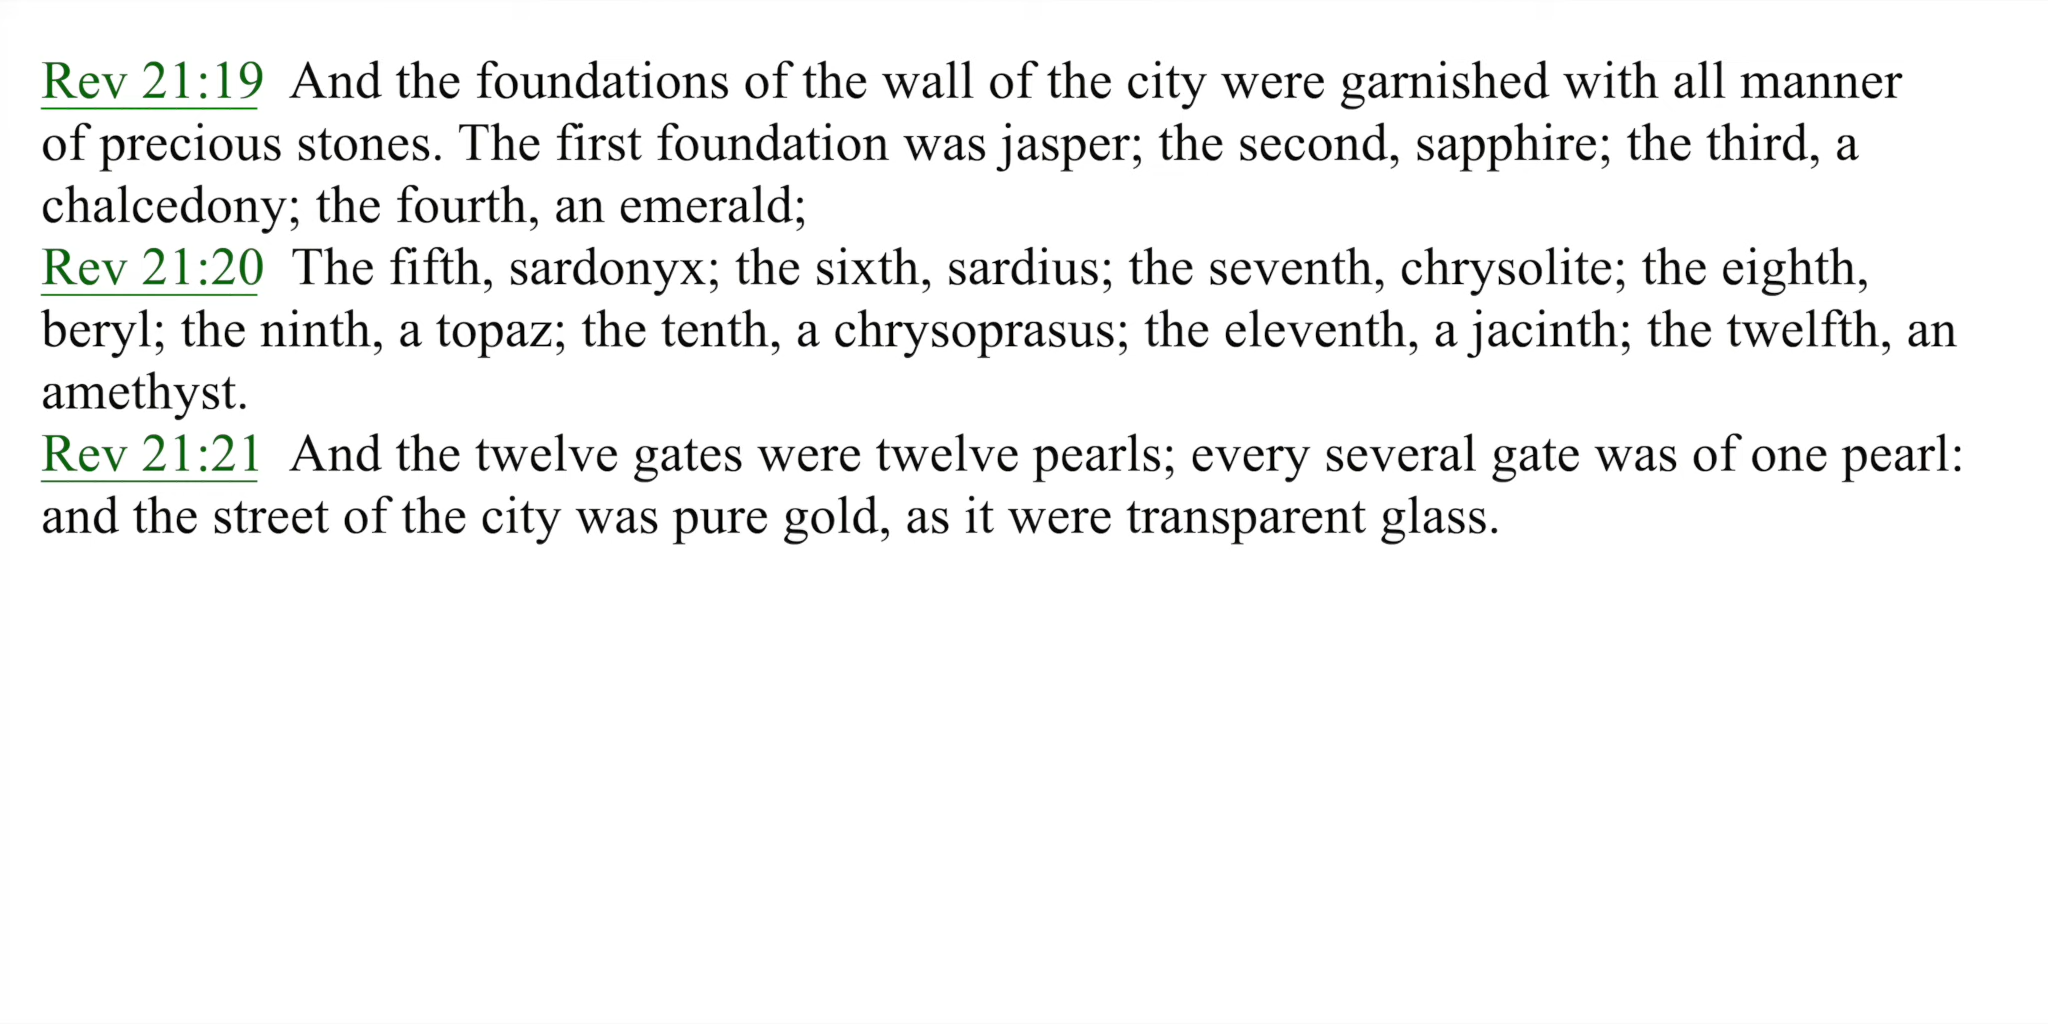 Rev 21:19 And the foundations of the wall of the city were garnished with all manner
of precious stones. The first foundation was jasper; the second, sapphire; the third, a
chalcedony; the fourth, an emerald;
Rev 21:20 The fifth, sardonyx; the sixth, sardius; the seventh, chrysolite; the eighth,
beryl; the ninth, a topaz; the tenth, a chrysoprasus; the eleventh, a jacinth; the twelfth, an
amethyst.
Rev 21:21 And the twelve gates were twelve pearls; every several gate was of one pearl:
and the street of the city was pure gold, as it were transparent glass.